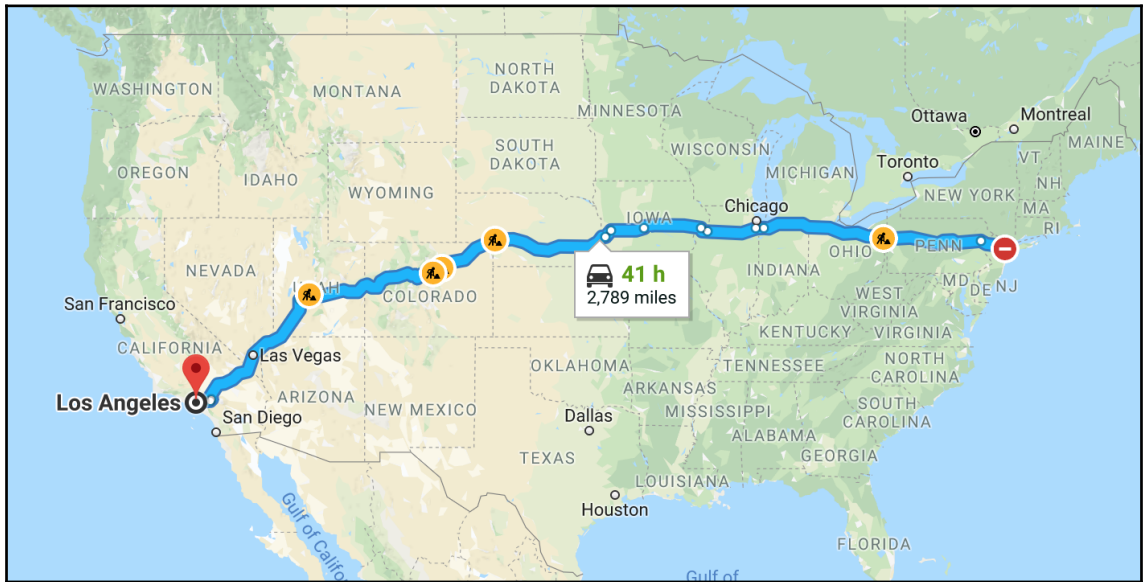 NORTH
DAKOTA
WASHINGTON
MONTANA
MINNESOTA
Ottawa
Montreal
MAINE
SOUTH
DAKOTA
WISCONSIN
MICHIGAN
Toronto
VT.
NH
OREGON
IDAHO
WYOMING
NEW YORK
MA
RI
IOWA
Chicago
OHIO
PENN
NEVADA
41 h
2,789 miles
INDIANA
MD
DE
NJ
COLORADO
WEST
VIRGINIA
San Francisco
KENTUCKY
VIRGINIA
CALIFORNIA
Las Vegas
OKLAHOMA
TENNESSEE
NORTH
CAROLINA
Los Angeles
ARIZONA
NEW MEXICO
ARKANSAS
San Diego
Dallas
MISSISSIPPI
SOUTH
CAROLINA
ALABAMA
TEXAS
GEORGIA
LOUISIANA
Houston
Gulf of Califo
FLORIDA
Gulf of